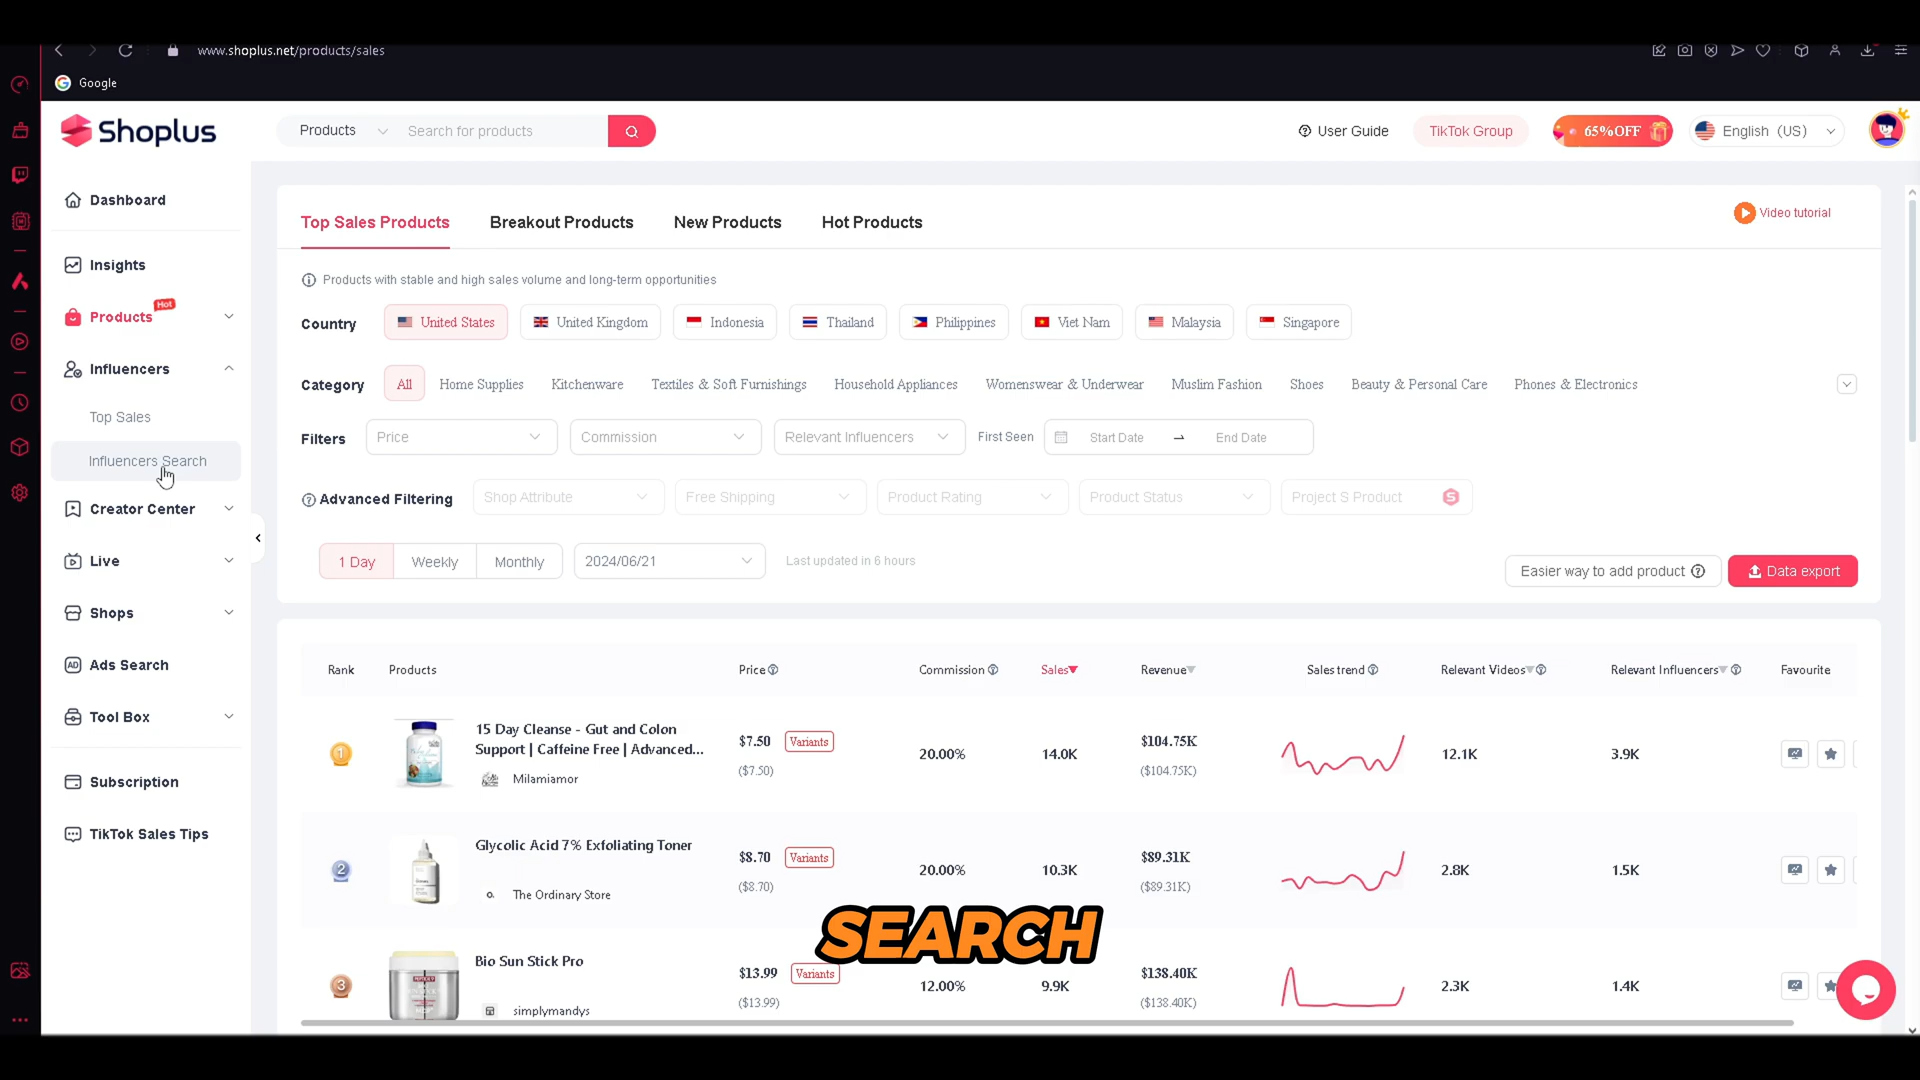 www.shoplus.net/products/sales
Google
Shoplus
Products
Search for products
User Guide
TikTok Group
65%OFF
English (US)
Dashboard
Insights
Products
Hot
Influencers
Top Sales
Influencers Search
Creator Center
Live
Shops
AD
Ads Search
Tool Box
Subscription
TikTok Sales Tips
Top Sales Products
Breakout Products
New Products
Hot Products
Video tutorial
Products with stable and high sales volume and long-term opportunities
Country
United States
United Kingdom
Indonesia
Thailand
Philippines
Viet Nam
Malaysia
Singapore
Category
All
Home Supplies
Kitchenware
Textiles & Soft Furnishings
Household Appliances
Womenswear & Underwear
Muslim Fashion
Shoes
Beauty & Personal Care
Phones & Electronics
Filters
Price
Commission
Relevant Influencers
First Seen
Start Date
End Date
Advanced Filtering
Shop Attribute
Free Shipping
Product Rating
Product Status
Project S Product
S
1 Day
Weekly
Monthly
2024/06/21
Last updated in 6 hours
Easier way to add product
Data export
Rank
Products
Price
Commission
Sales
Revenue
Sales trend
Relevant Videos
Relevant Influencers
Favourite
1
15 Day Cleanse - Gut and Colon
Support | Caffeine Free | Advanced...
Milamiamor
$7.50
Variants
($7.50)
20.00%
14.0K
$104.75K
($104.75K)
12.1K
3.9K
2
Glycolic Acid 7% Exfoliating Toner
The Ordinary Store
$8.70
Variants
($8.70)
20.00%
10.3K
$89.31K
($89.31K)
2.8K
1.5K
SEARCH
3
Bio Sun Stick Pro
simplymandys
$13.99
Variants
($13.99)
12.00%
9.9K
$138.40K
($138.40K)
2.3K
1.4K